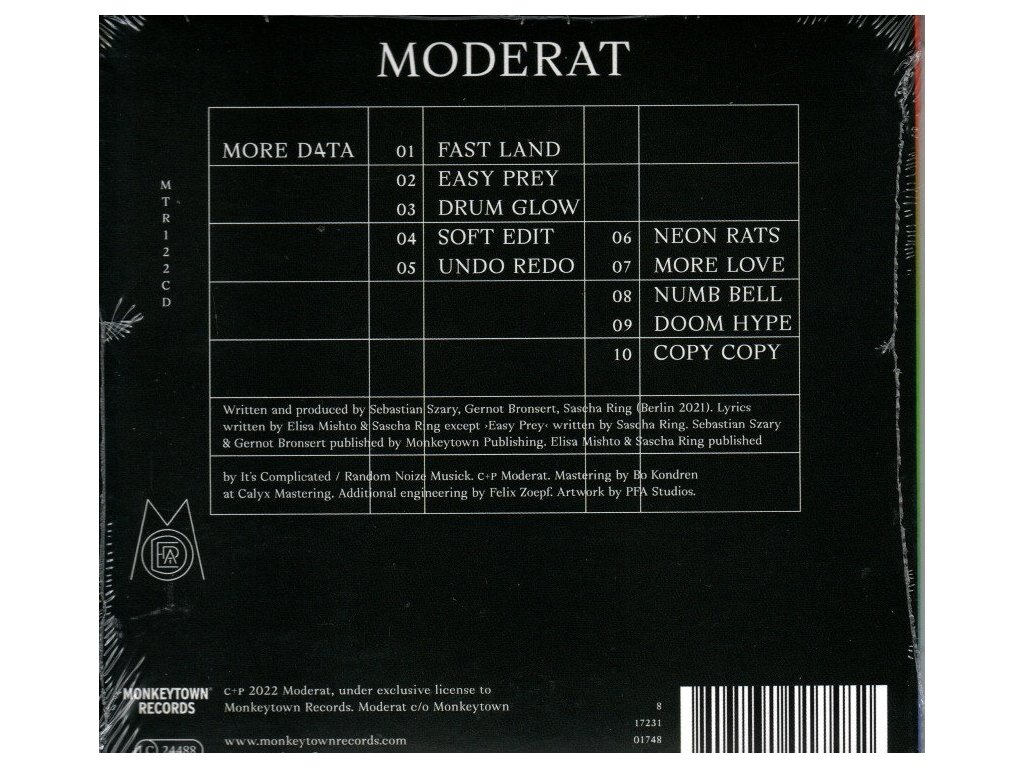 MODERAT
MORE D4TA
01 FAST LAND
02 EASY PREY
03 DRUM GLOW
04 SOFT EDIT
05 UNDO REDO
06 NEON RATS
07 MORE LOVE
08 NUMB BELL
09 DOOM HYPE
10 COPY COPY
MTR122CD
Written and produced by Sebastian Szary, Gernot Bronsert, Sascha Ring (Berlin 2021). Lyrics
written by Elisa Mishto & Sascha Ring except ›Easy Prey‹ written by Sascha Ring. Sebastian Szary
& Gernot Bronsert published by Monkeytown Publishing. Elisa Mishto & Sascha Ring published
by It's Complicated / Random Noize Musick. C+P Moderat. Mastering by Bo Kondren
at Calyx Mastering. Additional engineering by Felix Zoepf. Artwork by PFA Studios.
MONKEYTOWN
RECORDS
LC 24488
C+P 2022 Moderat, under exclusive license to
Monkeytown Records. Moderat c/o Monkeytown
www.monkeytownrecords.com
8
17231
01748